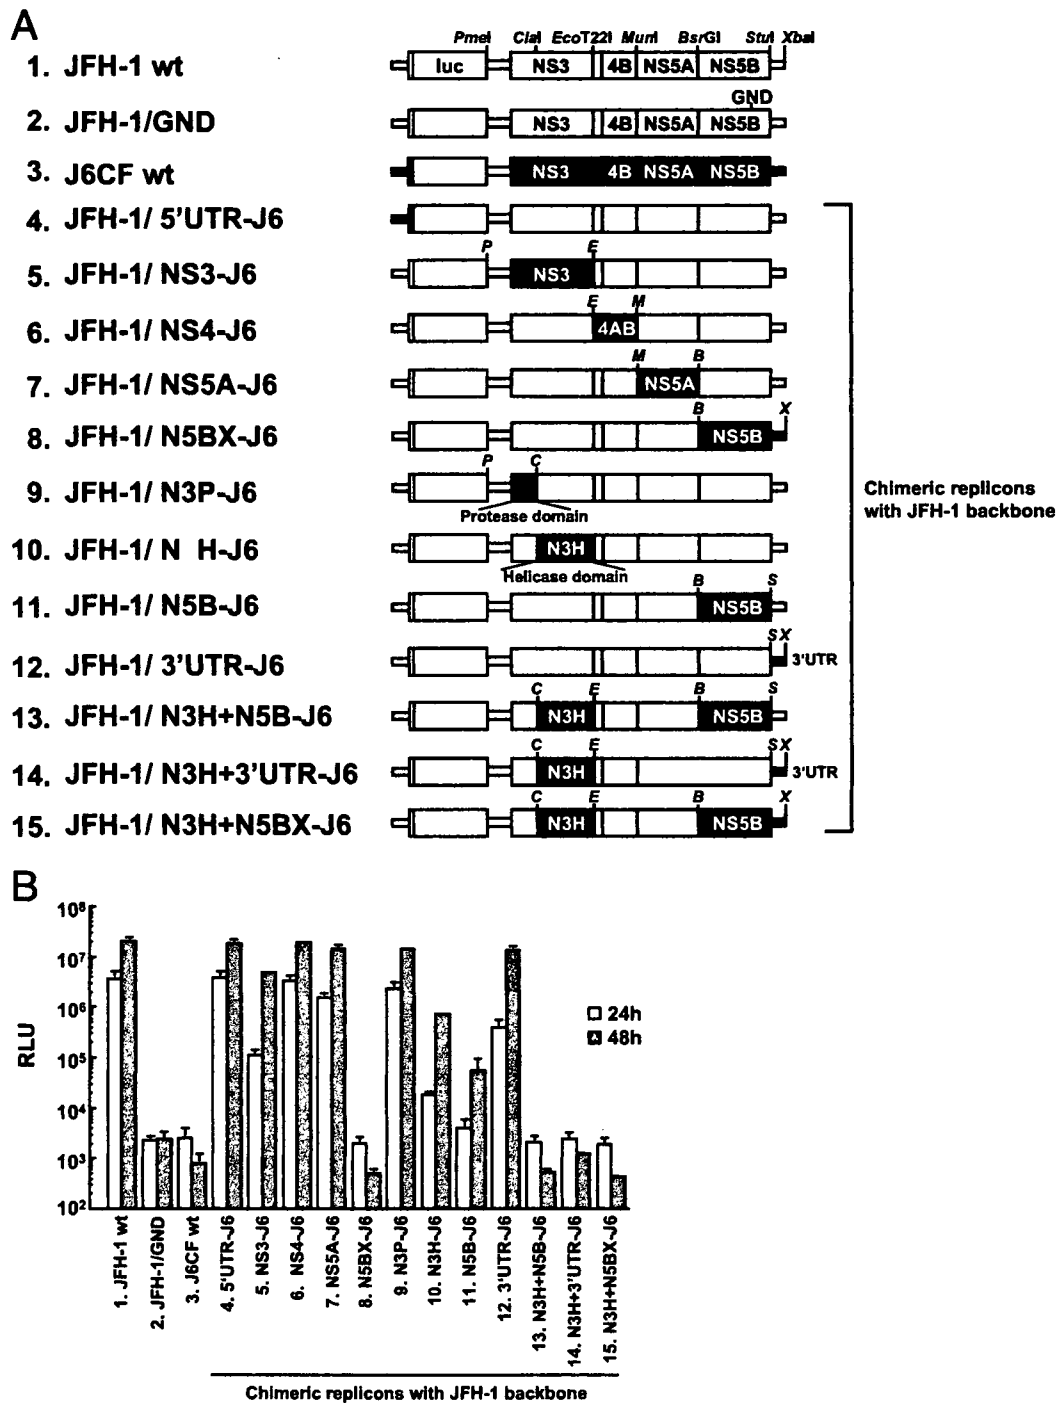 A
PmeI ClaI EcoT22I MunI BsrGI StuI XbaI
1. JFH-1 wt
luc NS3 4B NS5A NS5B
GND
2. JFH-1/GND
NS3 4B NS5A NS5B
3. J6CF wt
NS3 4B NS5A NS5B
4. JFH-1/ 5'UTR-J6
P E
5. JFH-1/ NS3-J6
NS3
E M
6. JFH-1/ NS4-J6
4AB
M B
7. JFH-1/ NS5A-J6
NS5A
B X
8. JFH-1/ N5BX-J6
NS5B
P C
9. JFH-1/ N3P-J6
Protease domain
10. JFH-1/ N H-J6
N3H
Helicase domain
B S
11. JFH-1/ N5B-J6
NS5B
S X
12. JFH-1/ 3'UTR-J6
3'UTR
C E B S
13. JFH-1/ N3H+N5B-J6
N3H NS5B
C E S X
14. JFH-1/ N3H+3'UTR-J6
N3H 3'UTR
C E B X
15. JFH-1/ N3H+N5BX-J6
N3H NS5B
Chimeric replicons
with JFH-1 backbone
B
RLU
10⁸
10⁷
10⁶
10⁵
10⁴
10³
10²
24h
48h
1. JFH-1 wt
2. JFH-1/GND
3. J6CF wt
4. 5'UTR-J6
5. NS3-J6
6. NS4-J6
7. NS5A-J6
8. N5BX-J6
9. N3P-J6
10. N3H-J6
11. N5B-J6
12. 3'UTR-J6
13. N3H+N5B-J6
14. N3H+3'UTR-J6
15. N3H+N5BX-J6
Chimeric replicons with JFH-1 backbone